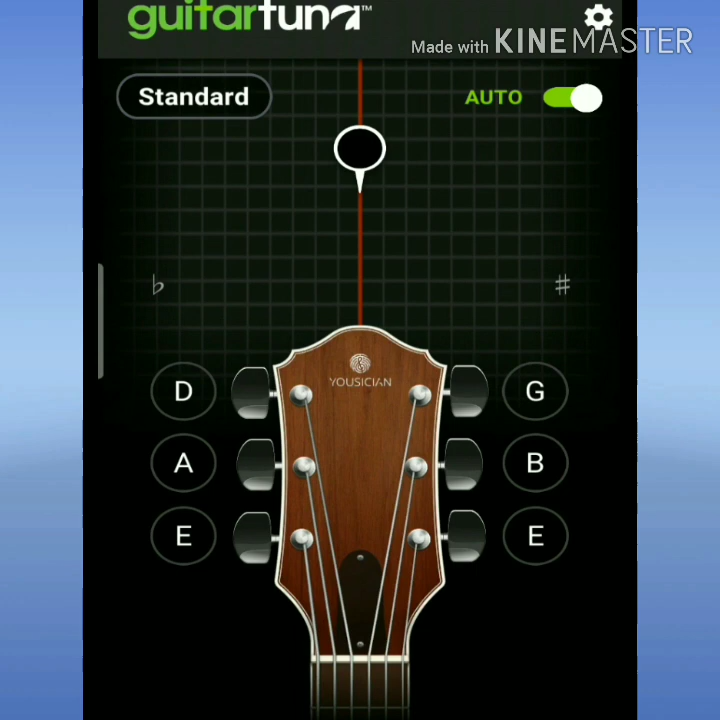 guitartuna™
Made with KINEMASTER
Standard
AUTO
♭ ♯
YOUSICIAN
D G
A B
E E